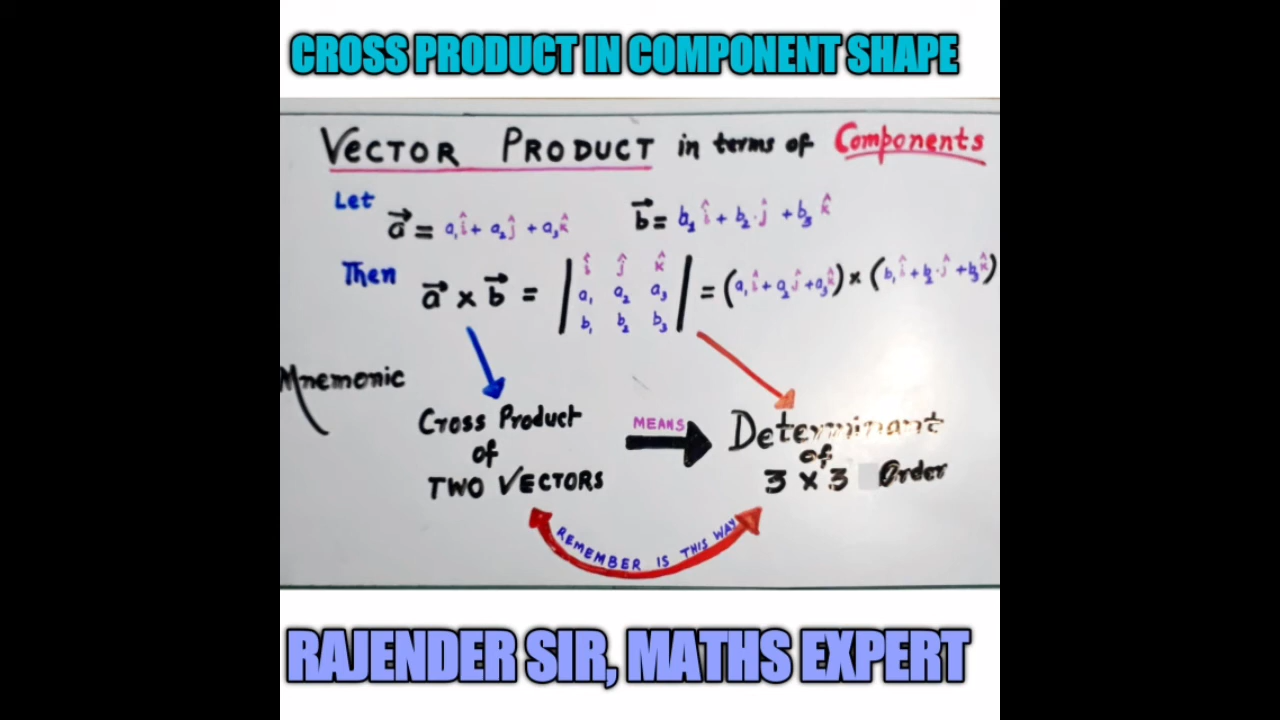 CROSS PRODUCT IN COMPONENT SHAPE
VECTOR PRODUCT in terms of Components
Let
a⃗ = a₁î + a₂ĵ + a₃k̂   b⃗ = b₁î + b₂·ĵ + b₃k̂
Then a⃗ × b⃗ = | î ĵ k̂ | = (a₁î + a₂ĵ + a₃k̂) × (b₁î + b₂·ĵ + b₃k̂)
a₁ a₂ a₃
b₁ b₂ b₃
Mnemonic
Cross Product
of
TWO VECTORS
MEANS
Determinant
of
3 × 3 Order
REMEMBER IS THIS WAY
RAJENDER SIR, MATHS EXPERT